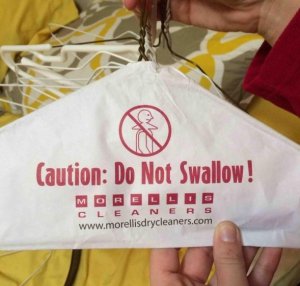 Caution: Do Not Swallow!
MORELLIS
CLEANERS
www.morellisdrycleaners.com